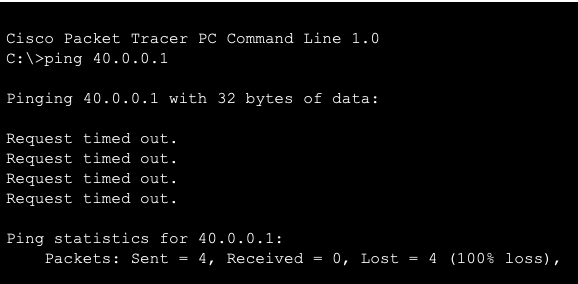 Cisco Packet Tracer PC Command Line 1.0
C:\>ping 40.0.0.1
Pinging 40.0.0.1 with 32 bytes of data:
Request timed out.
Request timed out.
Request timed out.
Request timed out.
Ping statistics for 40.0.0.1:
Packets: Sent = 4, Received = 0, Lost = 4 (100% loss),